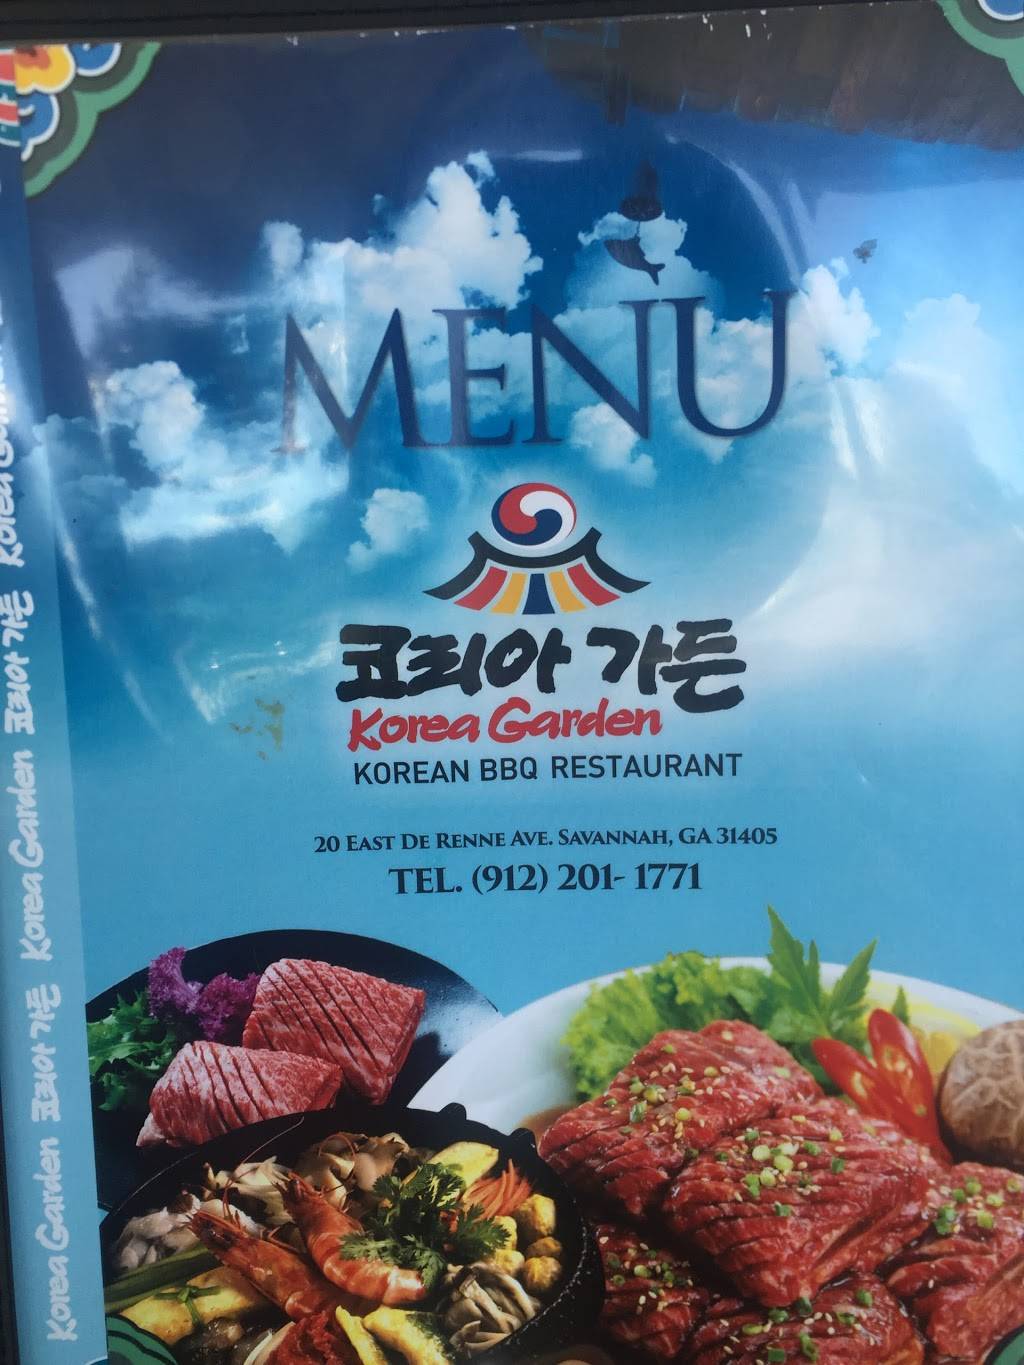 MENU
코리아 가든
Korea Garden
KOREAN BBQ RESTAURANT
20 EAST DE RENNE AVE. SAVANNAH, GA 31405
TEL. (912) 201- 1771
Korea Garden 코리아 가든 Korea Garden 코리아 가든 Korea